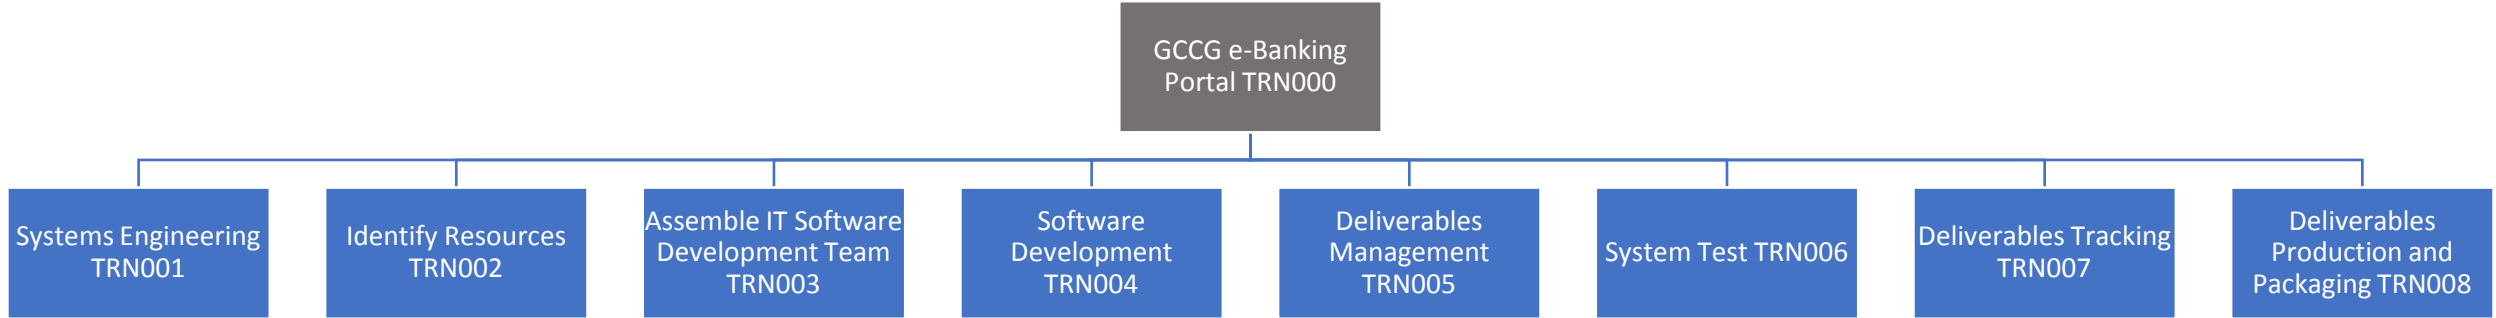 GCCG e-Banking
Portal TRN000
Systems Engineering
TRN001
Identify Resources
TRN002
Assemble IT Software
Development Team
TRN003
Software
Development
TRN004
Deliverables
Management
TRN005
System Test TRN006
Deliverables Tracking
TRN007
Deliverables
Production and
Packaging TRN008